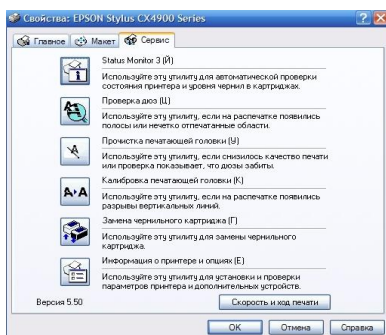 Свойства: EPSON Stylus CX4900 Series
Главное Макет Сервис
Status Monitor 3 (Й)
Используйте эту утилиту для автоматической проверки
состояния принтера и уровня чернил в картриджах.
Проверка дюз (Ц)
Используйте эту утилиту, если на распечатке появились
полосы или нечетко отпечатанные области.
Прочистка печатающей головки (У)
Используйте эту утилиту, если снизилось качество печати
или проверка показывает, что дюзы забиты.
Калибровка печатающей головки (К)
Используйте эту утилиту, если на распечатке появились
разрывы вертикальных линий.
Замена чернильного картриджа (Г)
Используйте эту утилиту для замены чернильного
картриджа.
Информация о принтере и опциях (Е)
Используйте эту утилиту для установки и проверки
параметров принтера и дополнительных устройств.
Версия 5.50 Скорость и ход печати
OK Отмена Справка